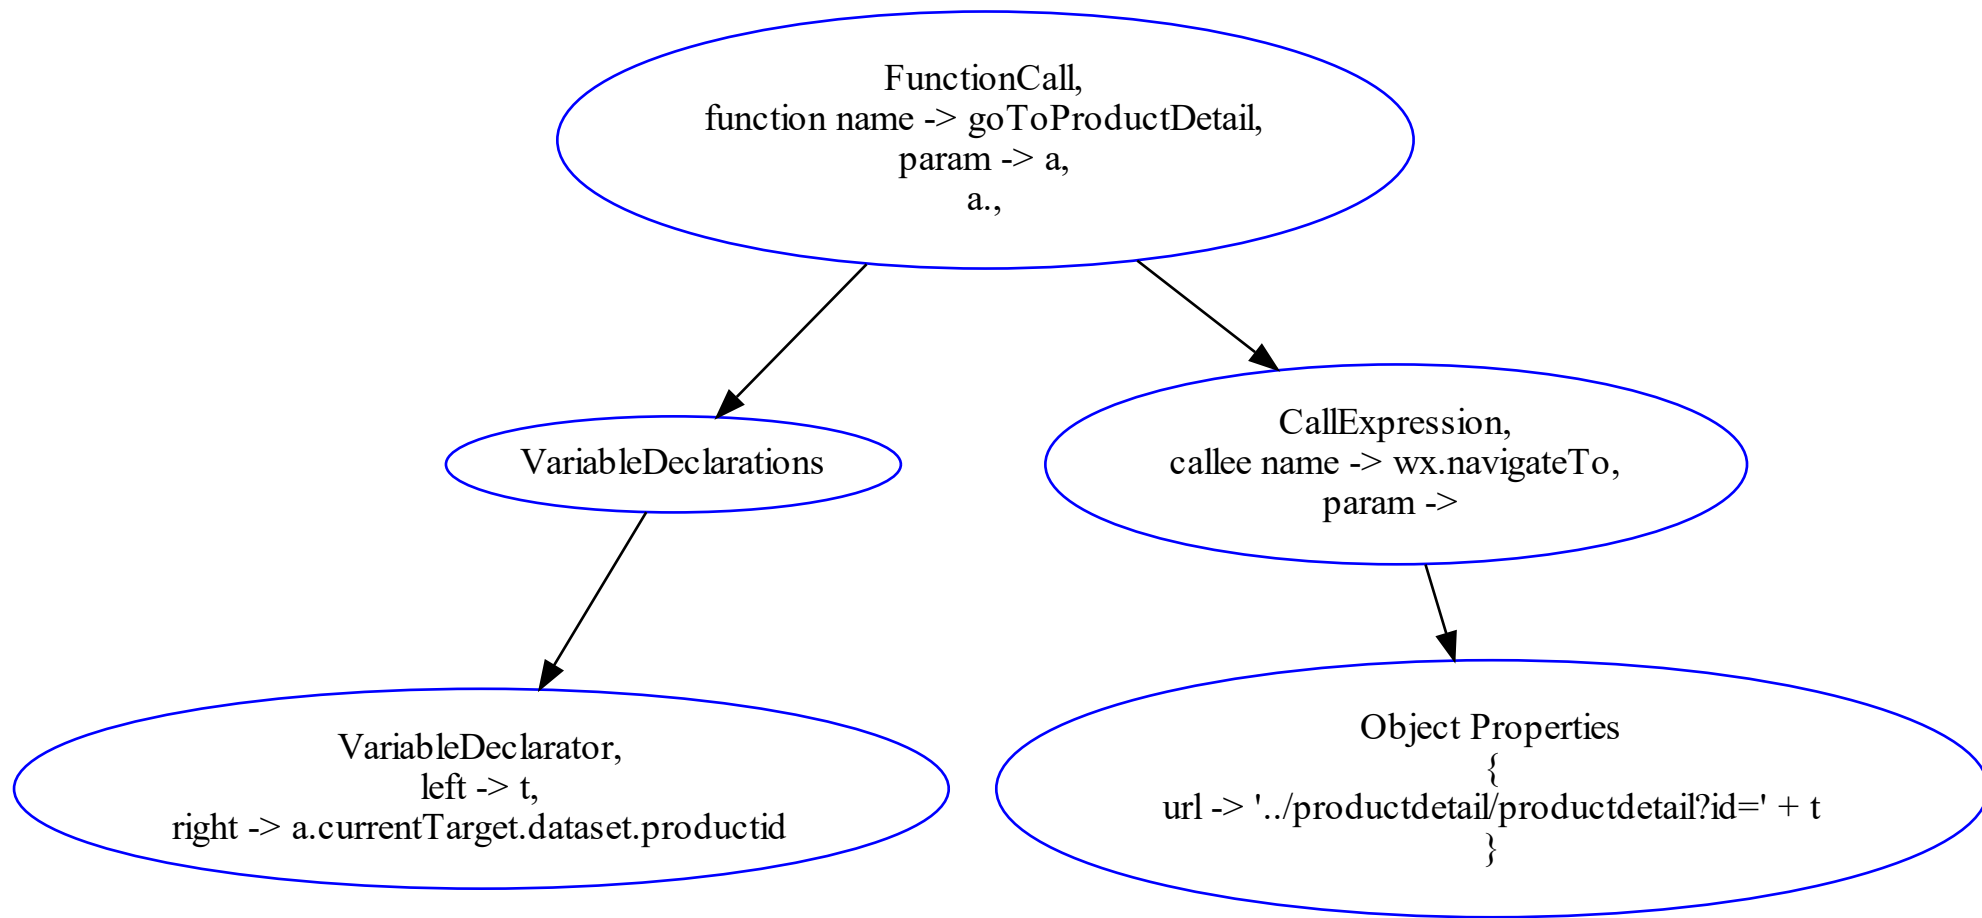 FunctionCall,
function name -> goToProductDetail,
param -> a,
a.,
VariableDeclarations
CallExpression,
callee name -> wx.navigateTo,
param ->
VariableDeclarator,
left -> t,
right -> a.currentTarget.dataset.productid
Object Properties
{
url -> '../productdetail/productdetail?id=' + t
}